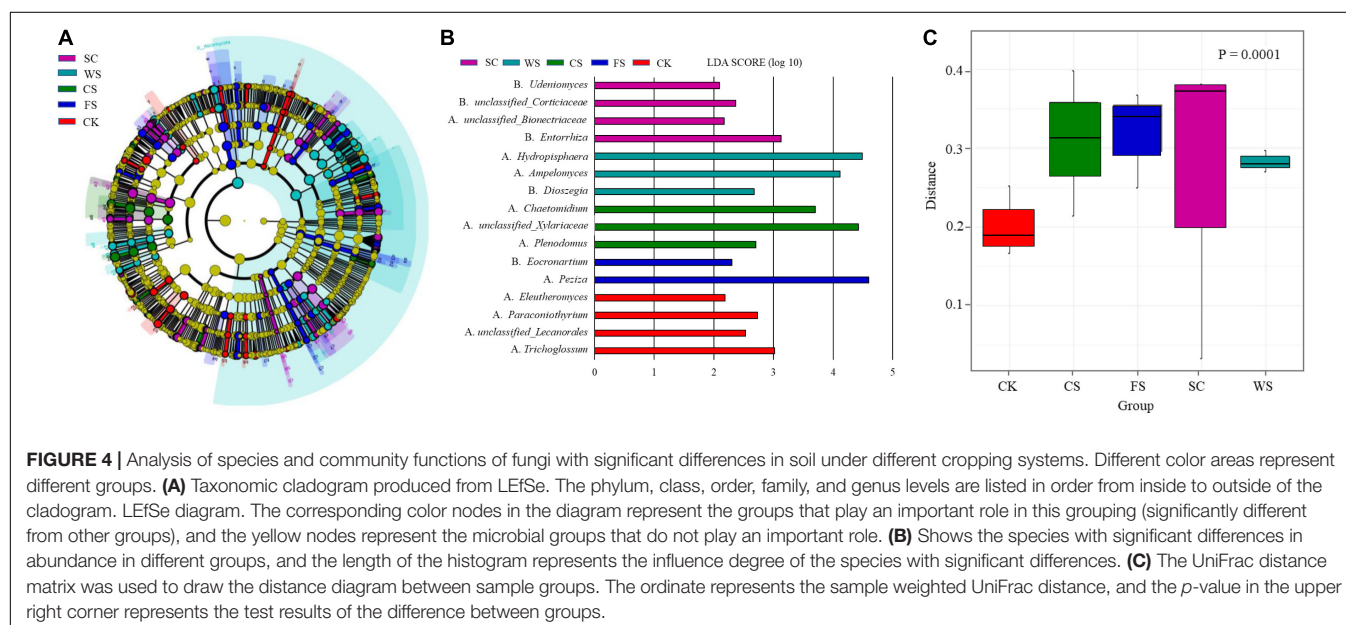 A
SC
WS
CS
FS
CK
B
SC WS CS FS CK LDA SCORE (log 10)
B. Udeniomyces
B. unclassified_Corticiaceae
A. unclassified_Bionectriaceae
B. Entorrhiza
A. Hydropisphaera
A. Ampelomyces
B. Dioszegia
A. Chaetomidium
A. unclassified_Xylariaceae
A. Plenodomus
B. Eocronartium
A. Peziza
A. Eleutheromyces
A. Paraconiothyrium
A. unclassified_Lecanorales
A. Trichoglossum
0 1 2 3 4 5
C
P = 0.0001
0.4
0.3
0.2
0.1
Distance
CK CS FS SC WS
Group
FIGURE 4 | Analysis of species and community functions of fungi with significant differences in soil under different cropping systems. Different color areas represent
different groups. (A) Taxonomic cladogram produced from LEfSe. The phylum, class, order, family, and genus levels are listed in order from inside to outside of the
cladogram. LEfSe diagram. The corresponding color nodes in the diagram represent the groups that play an important role in this grouping (significantly different
from other groups), and the yellow nodes represent the microbial groups that do not play an important role. (B) Shows the species with significant differences in
abundance in different groups, and the length of the histogram represents the influence degree of the species with significant differences. (C) The UniFrac distance
matrix was used to draw the distance diagram between sample groups. The ordinate represents the sample weighted UniFrac distance, and the p-value in the upper
right corner represents the test results of the difference between groups.